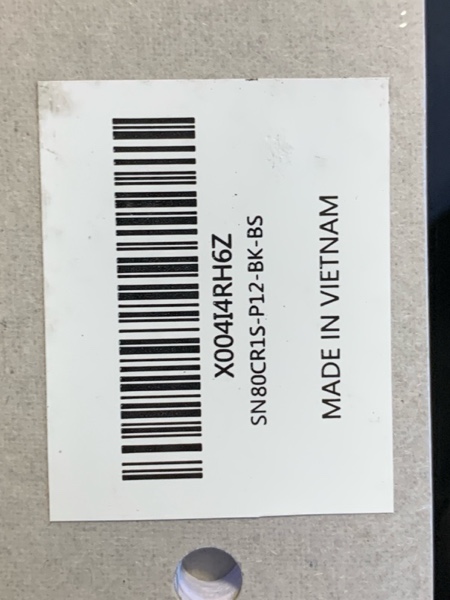 X004I4RH6Z
SN80CR1S-P12-BK-BS
MADE IN VIETNAM